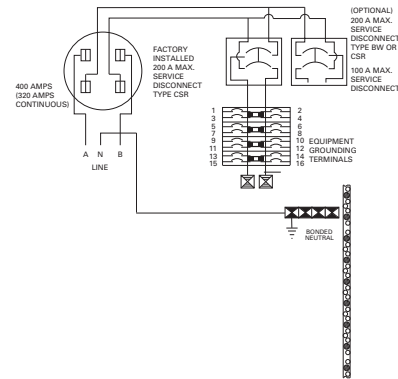 (OPTIONAL)
200 A MAX.
SERVICE
DISCONNECT
TYPE BW OR
CSR
100 A MAX.
SERVICE
DISCONNECT
FACTORY
INSTALLED
200 A MAX.
SERVICE
DISCONNECT
TYPE CSR
400 AMPS
(320 AMPS
CONTINUOUS)
A N B
LINE
1 2
3 4
5 6
7 8
9 10
11 12
13 14
15 16
EQUIPMENT
GROUNDING
TERMINALS
BONDED
NEUTRAL